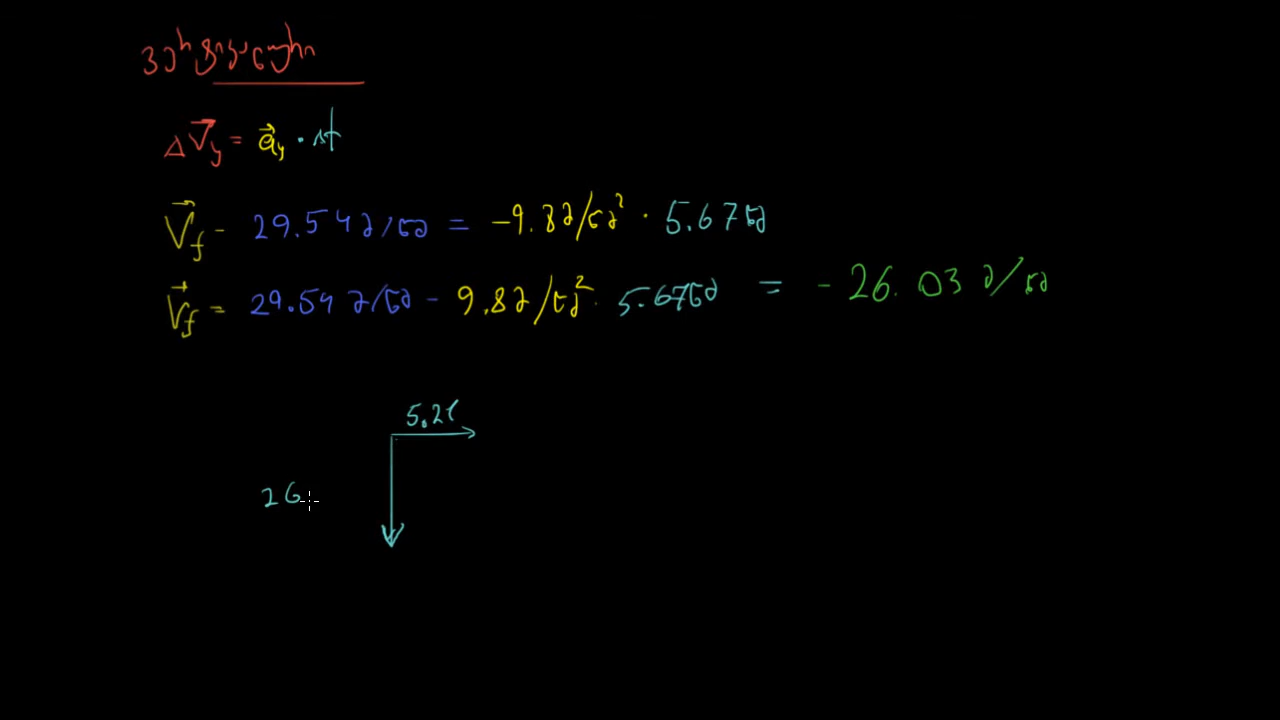 ვერტიკალური
Δv⃗y = a⃗y · Δt
v⃗f - 29.54 მ/წმ = -9.8 მ/წმ² · 5.67 წმ
v⃗f = 29.54 მ/წმ - 9.8 მ/წმ² · 5.67 წმ = -26.03 მ/წმ
5.21
26